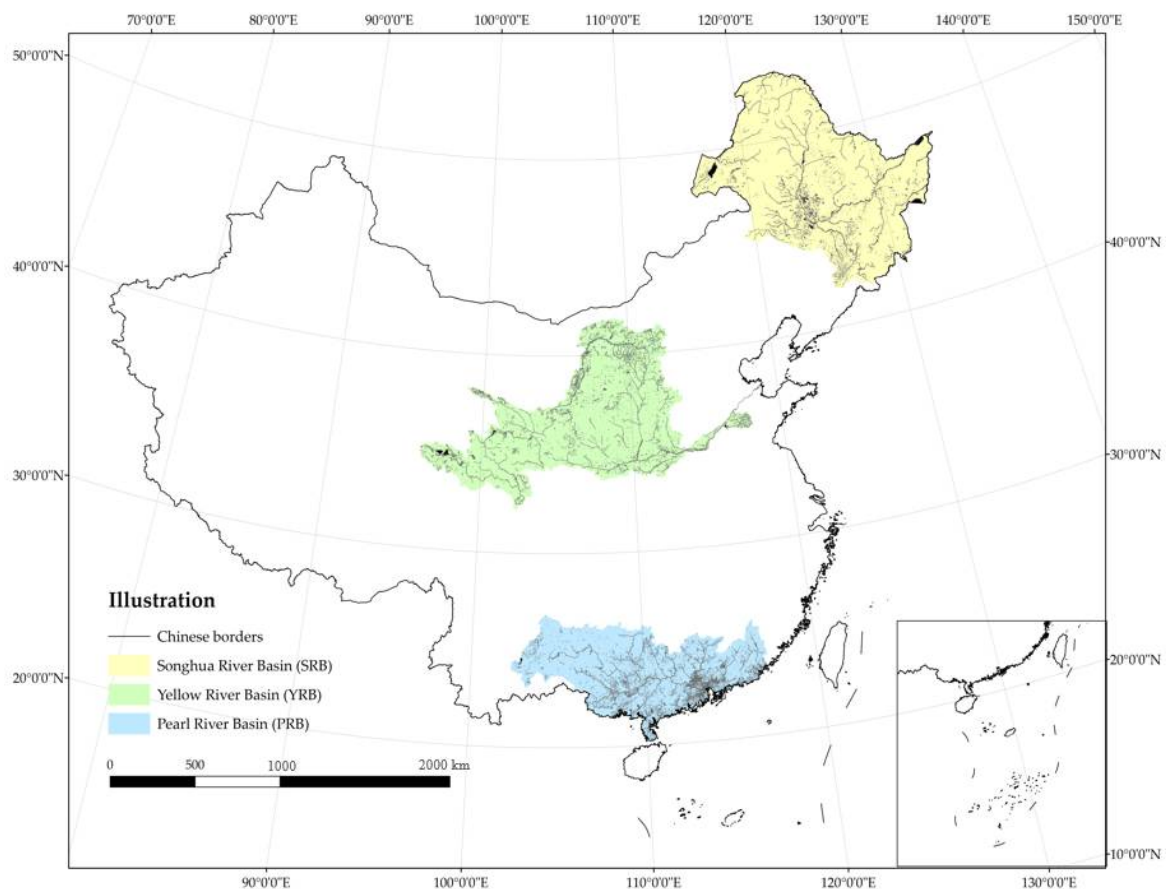 70°0'0"E 80°0'0"E 90°0'0"E 100°0'0"E 110°0'0"E 120°0'0"E 130°0'0"E 140°0'0"E 150°0'0"E
50°0'0"N
40°0'0"N
40°0'0"N
30°0'0"N
30°0'0"N
20°0'0"N
20°0'0"N
10°0'0"N
Illustration
Chinese borders
Songhua River Basin (SRB)
Yellow River Basin (YRB)
Pearl River Basin (PRB)
0 500 1000 2000 km
90°0'0"E 100°0'0"E 110°0'0"E 120°0'0"E 130°0'0"E